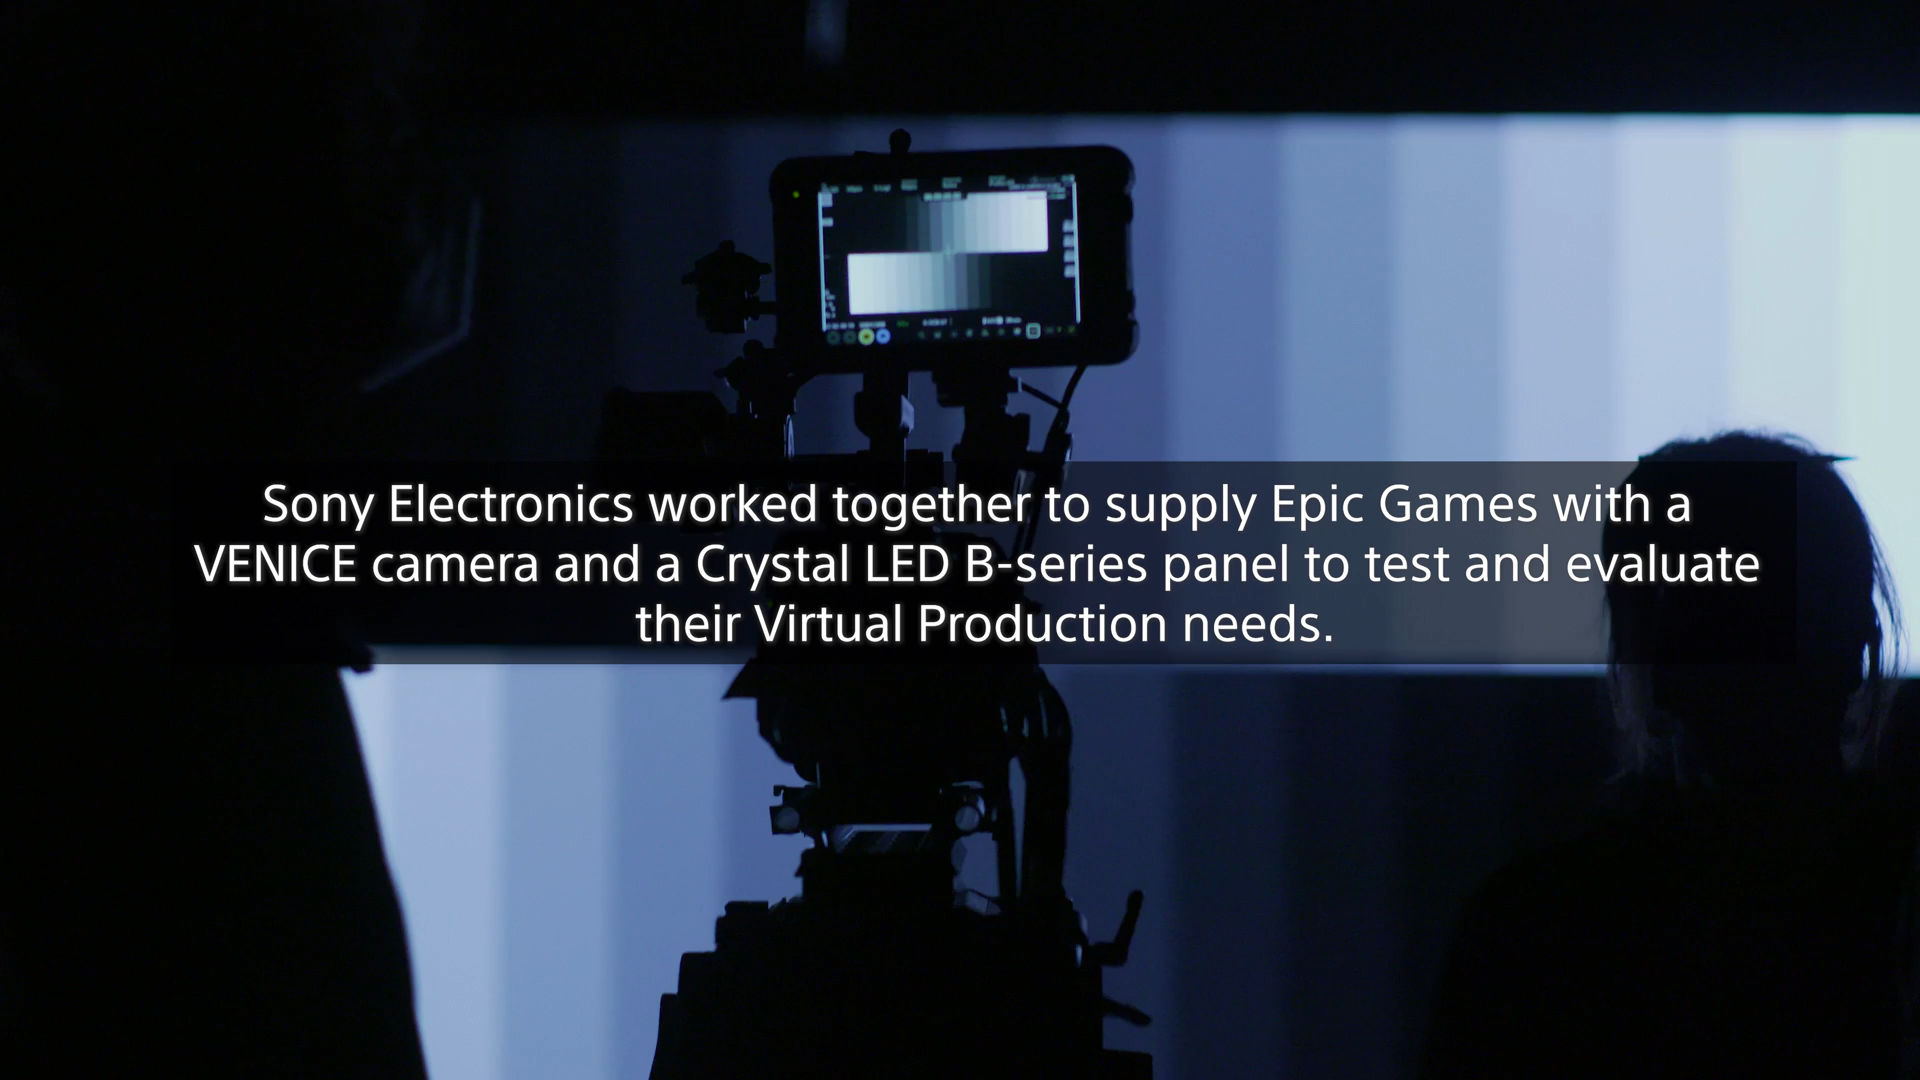 Sony Electronics worked together to supply Epic Games with a
VENICE camera and a Crystal LED B-series panel to test and evaluate
their Virtual Production needs.